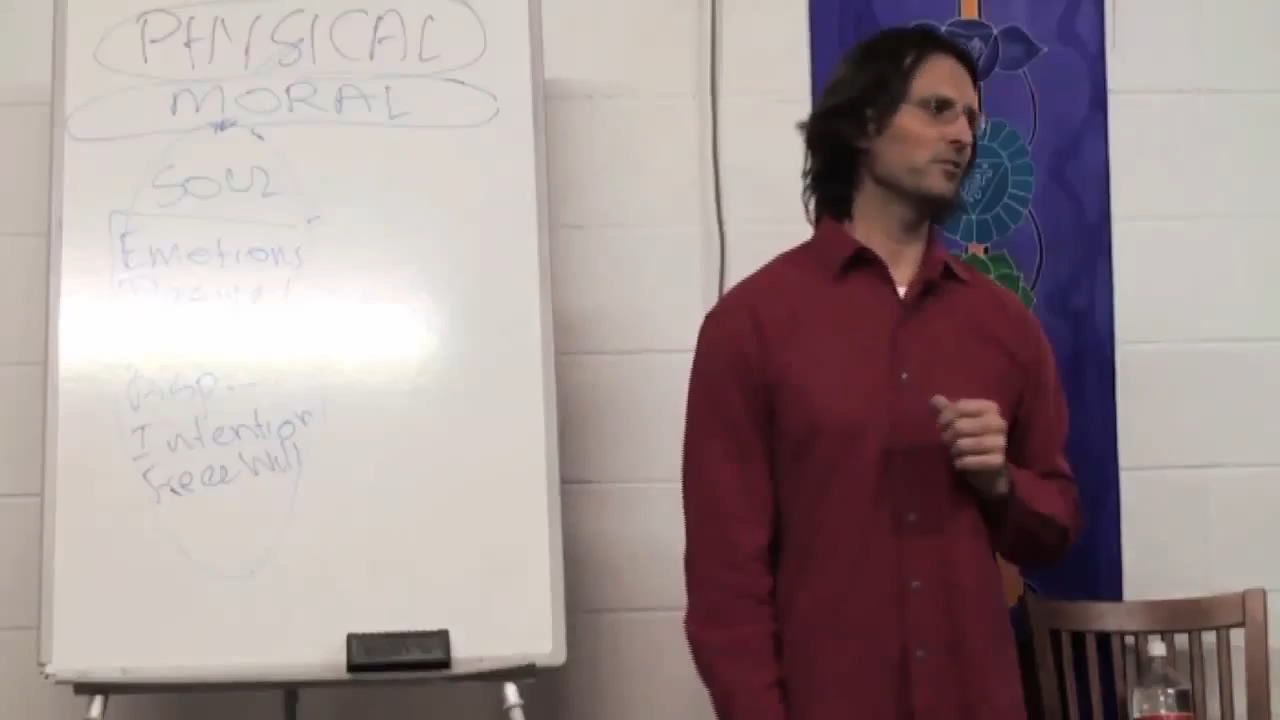 PHYSICAL
MORAL
SOUL
Emotions
Intention
Free Will